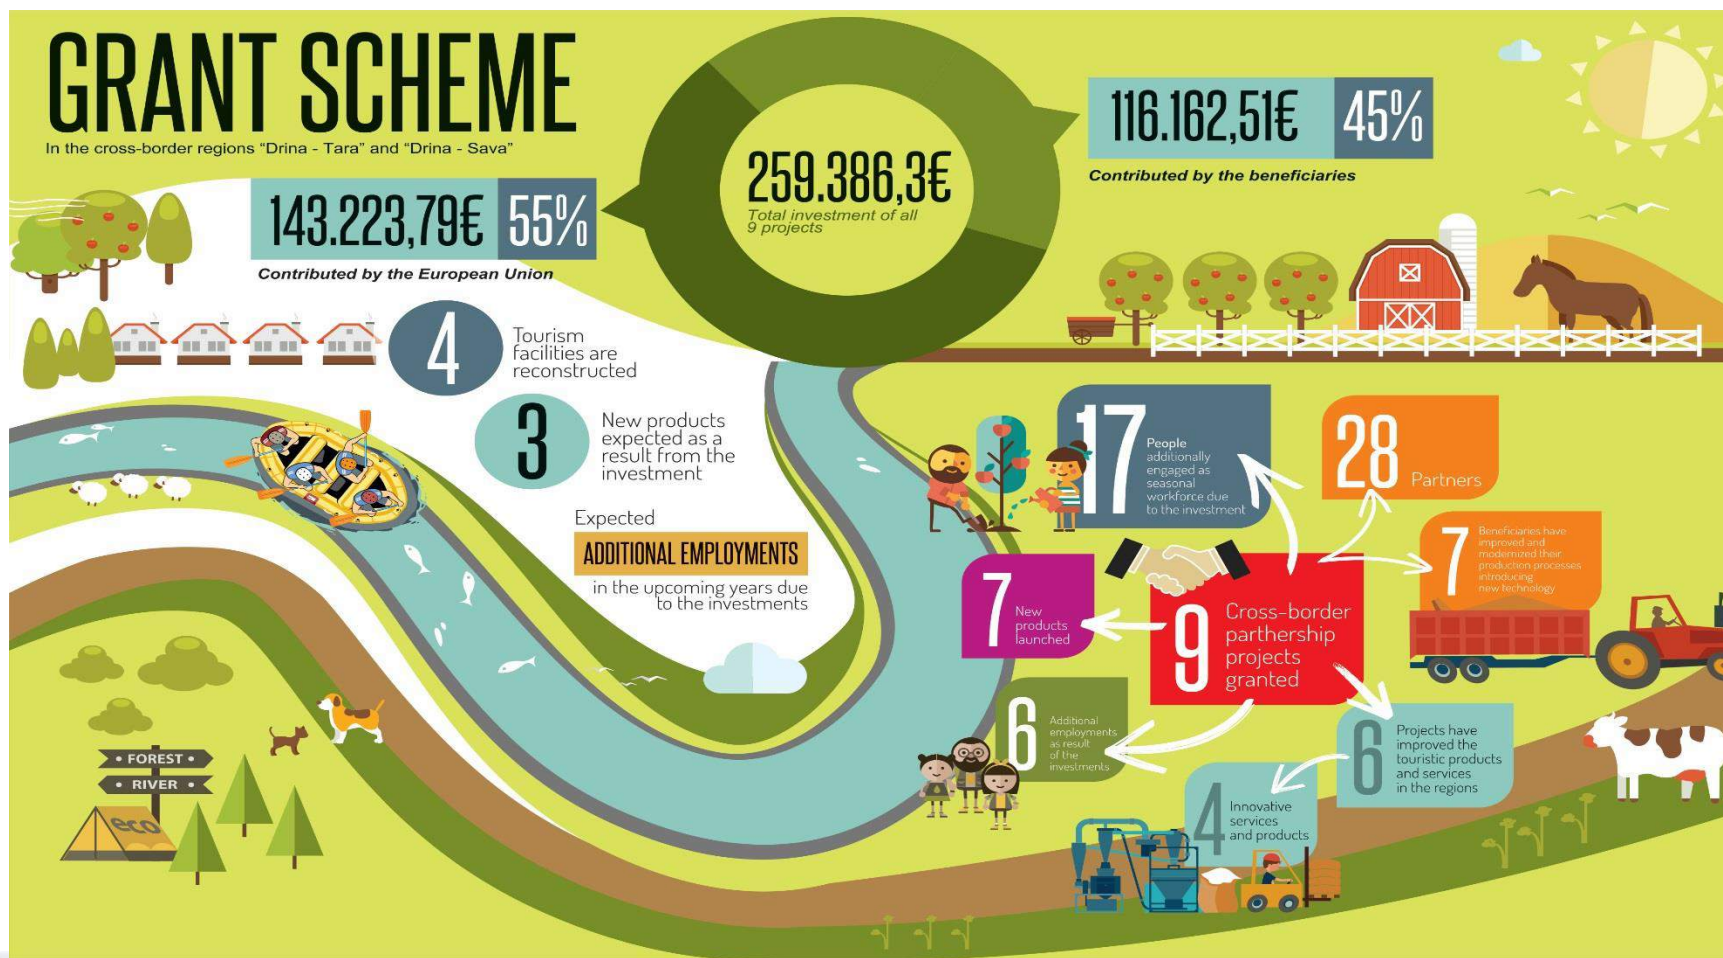 GRANT SCHEME
In the cross-border regions "Drina - Tara" and "Drina - Sava"
143.223,79€ 55%
Contributed by the European Union
259.386,3€
Total investment of all
9 projects
116.162,51€ 45%
Contributed by the beneficiaries
4
Tourism
facilities are
reconstructed
3
New products
expected as a
result from the
investment
Expected
ADDITIONAL EMPLOYMENTS
in the upcoming years due
to the investments
17
People
additionally
engaged as
seasonal
workforce due
to the investment
28 Partners
7
Beneficiaries have
improved and
modernized their
production processes
introducing
new technology
7
New
products
launched
9
Cross-border
parthership
projects
granted
6
Additional
employments
as result
of the
investments
6
Projects have
improved the
touristic products
and services
in the regions
4
Innovative
services
and products
• FOREST •
• RIVER •
eco